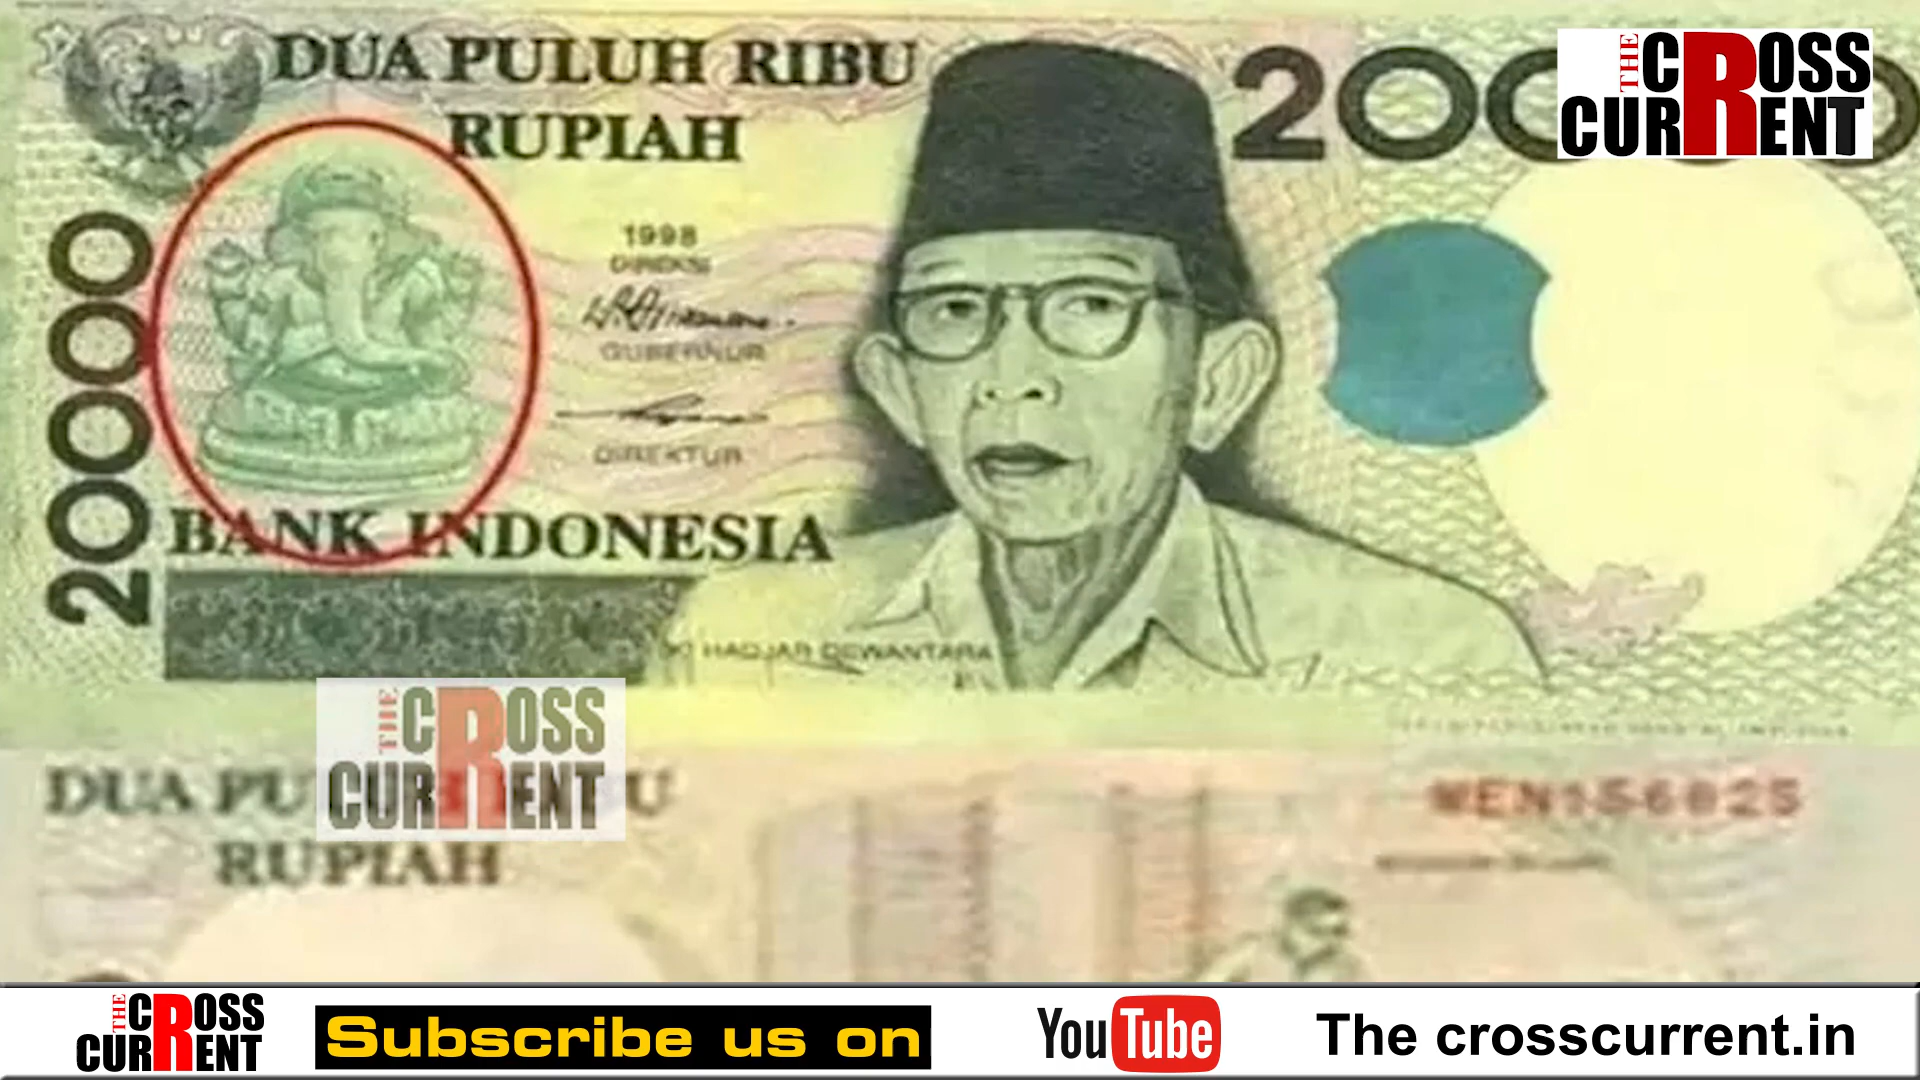 DUA PULUH RIBU
RUPIAH
20000
THE CROSS
CURRENT
20000
1998
DIREKSI
GUBERNUR
DIREKTUR
BANK INDONESIA
KI HADJAR DEWANTARA
THE CROSS
CURRENT
DUA PU
U
RUPIAH
THE CROSS
CURRENT
Subscribe us on
YouTube
The crosscurrent.in